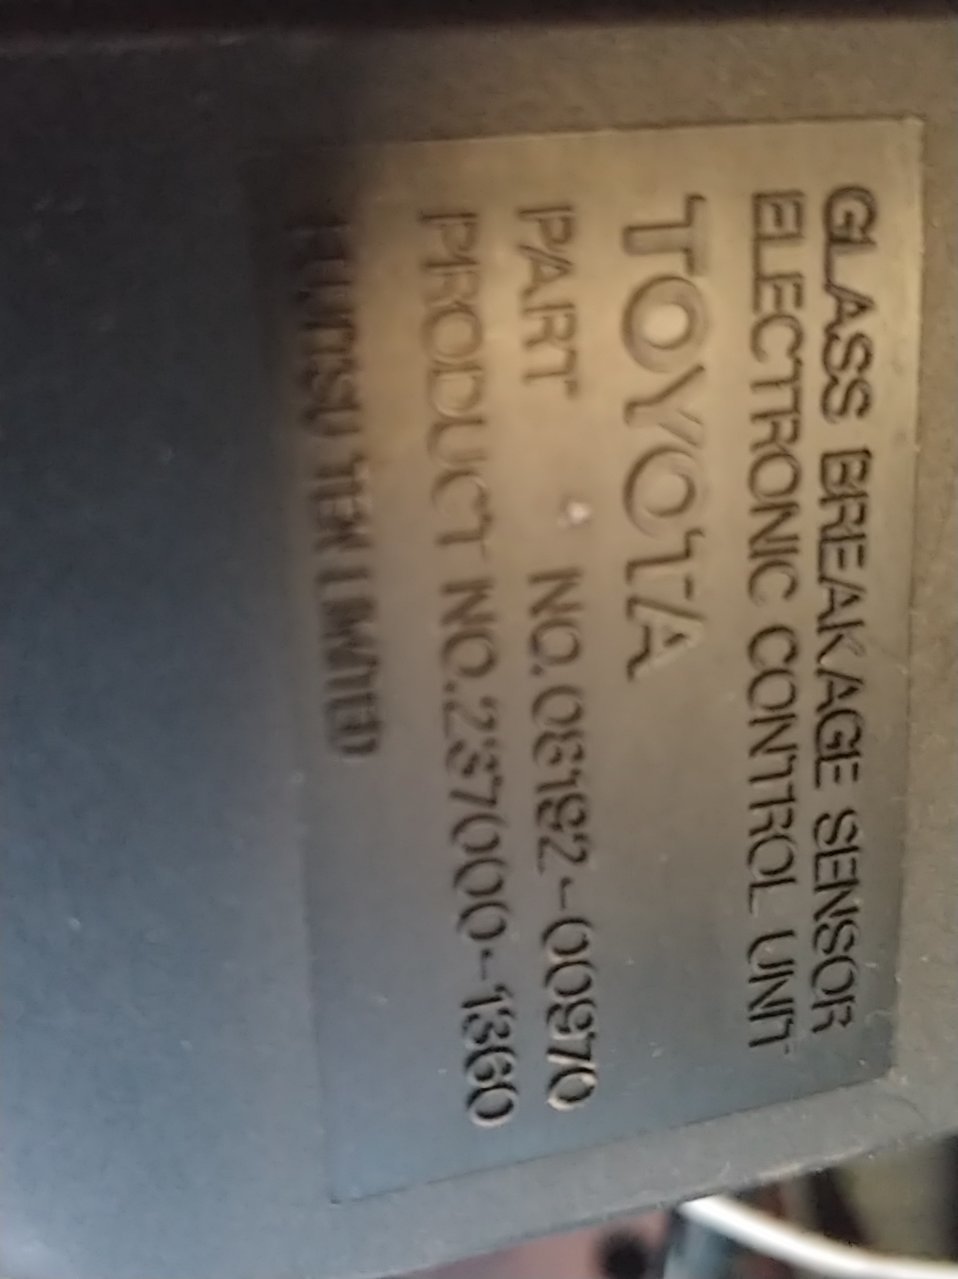 GLASS BREAKAGE SENSOR
ELECTRONIC CONTROL UNIT
TOYOTA
PART NO. 08192-00970
PRODUCT NO. 237000-1360
FUJITSU TEN LIMITED